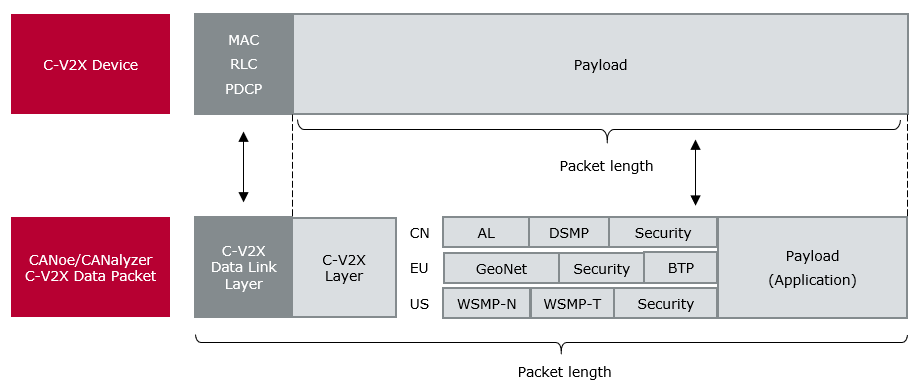 C-V2X Device
MAC
RLC
PDCP
Payload
Packet length
CANoe/CANalyzer
C-V2X Data Packet
C-V2X
Data Link
Layer
C-V2X
Layer
CN
AL
DSMP
Security
EU
GeoNet
Security
BTP
US
WSMP-N
WSMP-T
Security
Payload
(Application)
Packet length